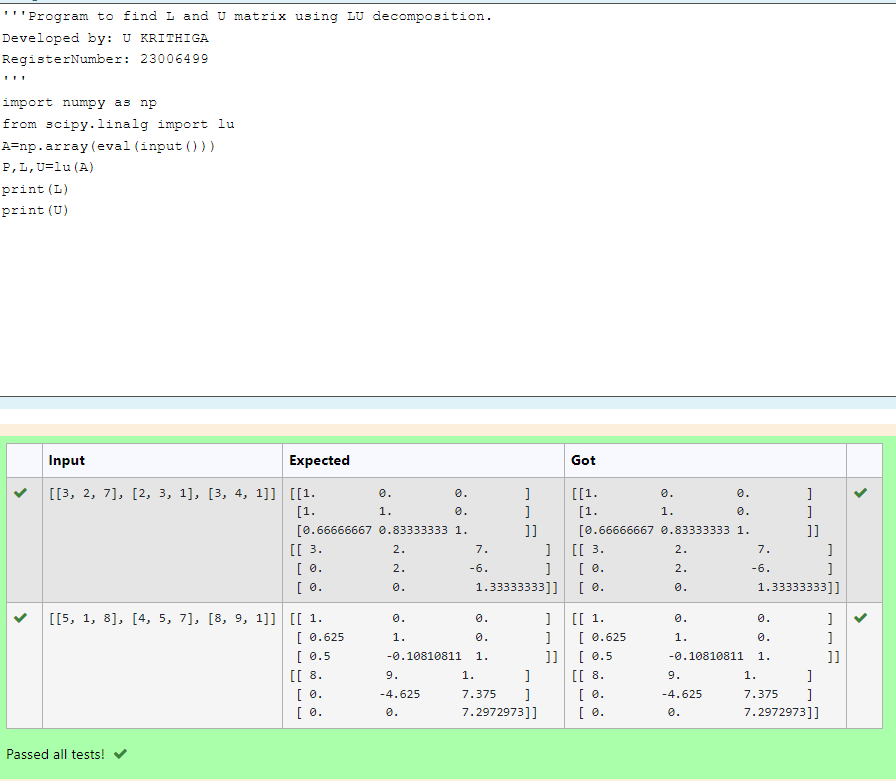 '''Program to find L and U matrix using LU decomposition.
Developed by: U KRITHIGA
RegisterNumber: 23006499
'''
import numpy as np
from scipy.linalg import lu
A=np.array(eval(input()))
P,L,U=lu(A)
print(L)
print(U)
Input Expected Got
[[3, 2, 7], [2, 3, 1], [3, 4, 1]] [[1. 0. 0. ] [[1. 0. 0. ]
[1. 1. 0. ] [1. 1. 0. ]
[0.66666667 0.83333333 1. ]] [0.66666667 0.83333333 1. ]]
[[ 3. 2. 7. ] [[ 3. 2. 7. ]
[ 0. 2. -6. ] [ 0. 2. -6. ]
[ 0. 0. 1.33333333]] [ 0. 0. 1.33333333]]
[[5, 1, 8], [4, 5, 7], [8, 9, 1]] [[ 1. 0. 0. ] [[ 1. 0. 0. ]
[ 0.625 1. 0. ] [ 0.625 1. 0. ]
[ 0.5 -0.10810811 1. ]] [ 0.5 -0.10810811 1. ]]
[[ 8. 9. 1. ] [[ 8. 9. 1. ]
[ 0. -4.625 7.375 ] [ 0. -4.625 7.375 ]
[ 0. 0. 7.2972973]] [ 0. 0. 7.2972973]]
Passed all tests!